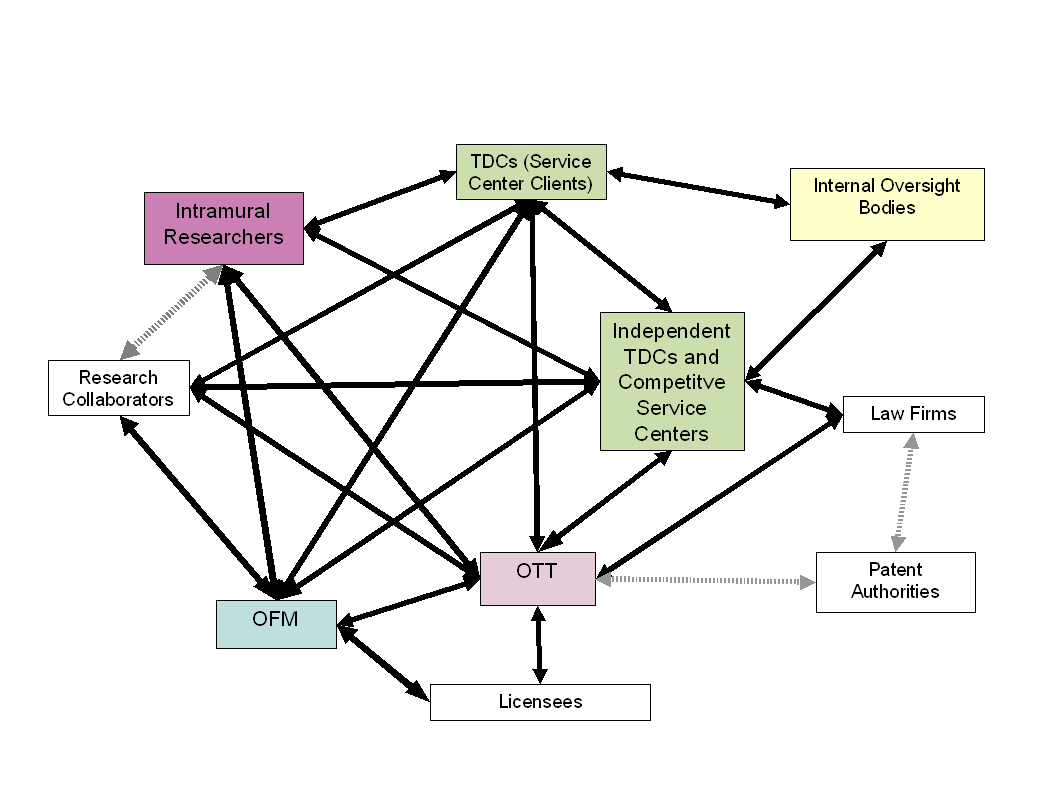 TDCs (Service
Center Clients)
Internal Oversight
Bodies
Intramural
Researchers
Independent
TDCs and
Competitve
Service
Centers
Research
Collaborators
Law Firms
OTT
Patent
Authorities
OFM
Licensees